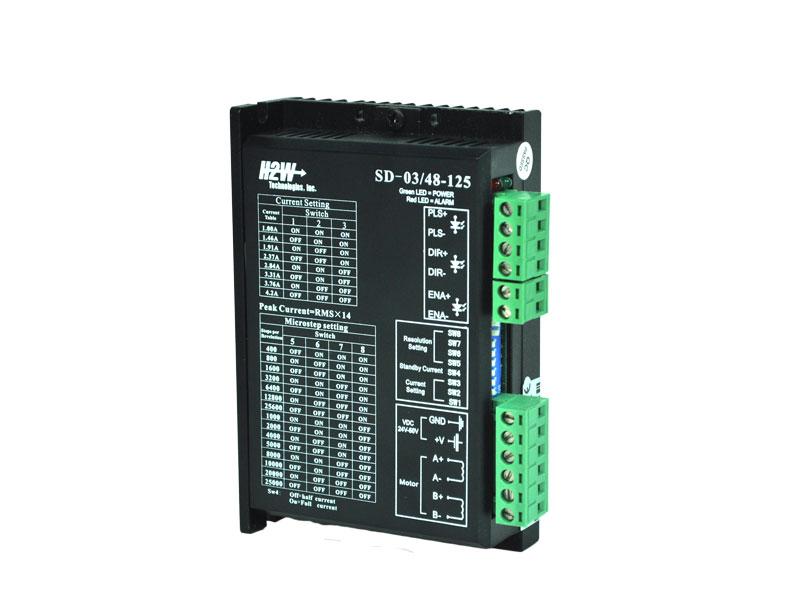 H2W
Technologies, Inc.
SD-03/48-125
Green LED = POWER
Red LED = ALARM
Current Setting
Current Table
Switch
1 2 3
1.00A ON ON ON
1.46A OFF ON ON
1.91A ON OFF ON
2.37A OFF OFF ON
2.84A ON ON OFF
3.31A OFF ON OFF
3.76A ON OFF OFF
4.2A OFF OFF OFF
Peak Current=RMS×14
Microstep setting
Steps per Revolution
Switch
5 6 7 8
400 OFF ON ON ON
800 ON OFF ON ON
1600 OFF OFF ON ON
3200 ON ON OFF ON
6400 OFF ON OFF ON
12800 ON OFF OFF ON
25600 OFF OFF OFF ON
1000 ON ON ON OFF
2000 OFF ON ON OFF
4000 ON OFF ON OFF
5000 OFF OFF ON OFF
8000 ON ON OFF OFF
10000 OFF ON OFF OFF
20000 ON OFF OFF OFF
25000 OFF OFF OFF OFF
Sw4: Off=half current
On=Full current
PLS+
PLS-
DIR+
DIR-
ENA+
ENA-
Resolution Setting
SW8
SW7
SW6
SW5
Standby Current SW4
Current Setting
SW3
SW2
SW1
VDC
24V-50V
GND
+V
Motor
A+
A-
B+
B-
QC